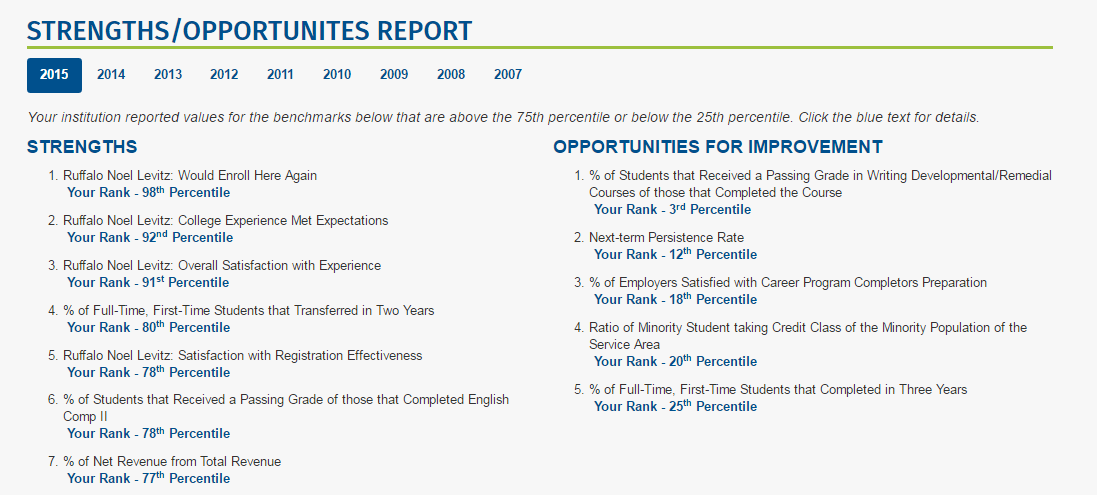 STRENGTHS/OPPORTUNITES REPORT
2015 2014 2013 2012 2011 2010 2009 2008 2007
Your institution reported values for the benchmarks below that are above the 75th percentile or below the 25th percentile. Click the blue text for details.
STRENGTHS
1. Ruffalo Noel Levitz: Would Enroll Here Again
Your Rank - 98th Percentile
2. Ruffalo Noel Levitz: College Experience Met Expectations
Your Rank - 92nd Percentile
3. Ruffalo Noel Levitz: Overall Satisfaction with Experience
Your Rank - 91st Percentile
4. % of Full-Time, First-Time Students that Transferred in Two Years
Your Rank - 80th Percentile
5. Ruffalo Noel Levitz: Satisfaction with Registration Effectiveness
Your Rank - 78th Percentile
6. % of Students that Received a Passing Grade of those that Completed English
Comp II
Your Rank - 78th Percentile
7. % of Net Revenue from Total Revenue
Your Rank - 77th Percentile
OPPORTUNITIES FOR IMPROVEMENT
1. % of Students that Received a Passing Grade in Writing Developmental/Remedial
Courses of those that Completed the Course
Your Rank - 3rd Percentile
2. Next-term Persistence Rate
Your Rank - 12th Percentile
3. % of Employers Satisfied with Career Program Completors Preparation
Your Rank - 18th Percentile
4. Ratio of Minority Student taking Credit Class of the Minority Population of the
Service Area
Your Rank - 20th Percentile
5. % of Full-Time, First-Time Students that Completed in Three Years
Your Rank - 25th Percentile